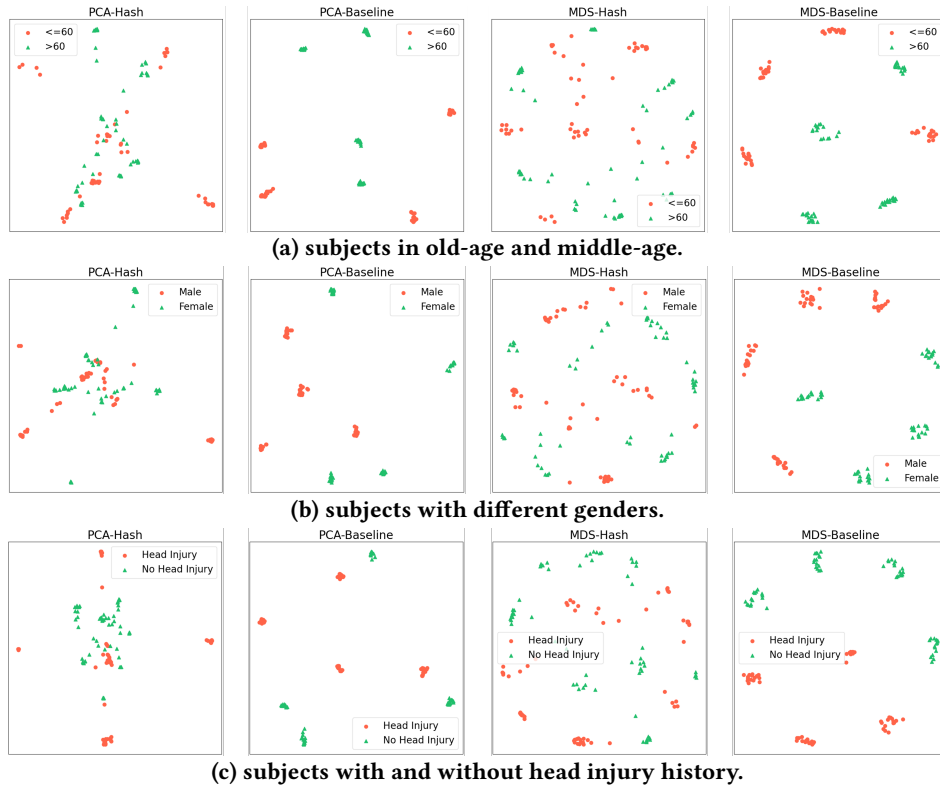 PCA-Hash
<=60
>60
PCA-Baseline
<=60
>60
MDS-Hash
<=60
>60
MDS-Baseline
<=60
>60
(a) subjects in old-age and middle-age.
PCA-Hash
Male
Female
PCA-Baseline
Male
Female
MDS-Hash
Male
Female
MDS-Baseline
Male
Female
(b) subjects with different genders.
PCA-Hash
Head Injury
No Head Injury
PCA-Baseline
Head Injury
No Head Injury
MDS-Hash
Head Injury
No Head Injury
MDS-Baseline
Head Injury
No Head Injury
(c) subjects with and without head injury history.